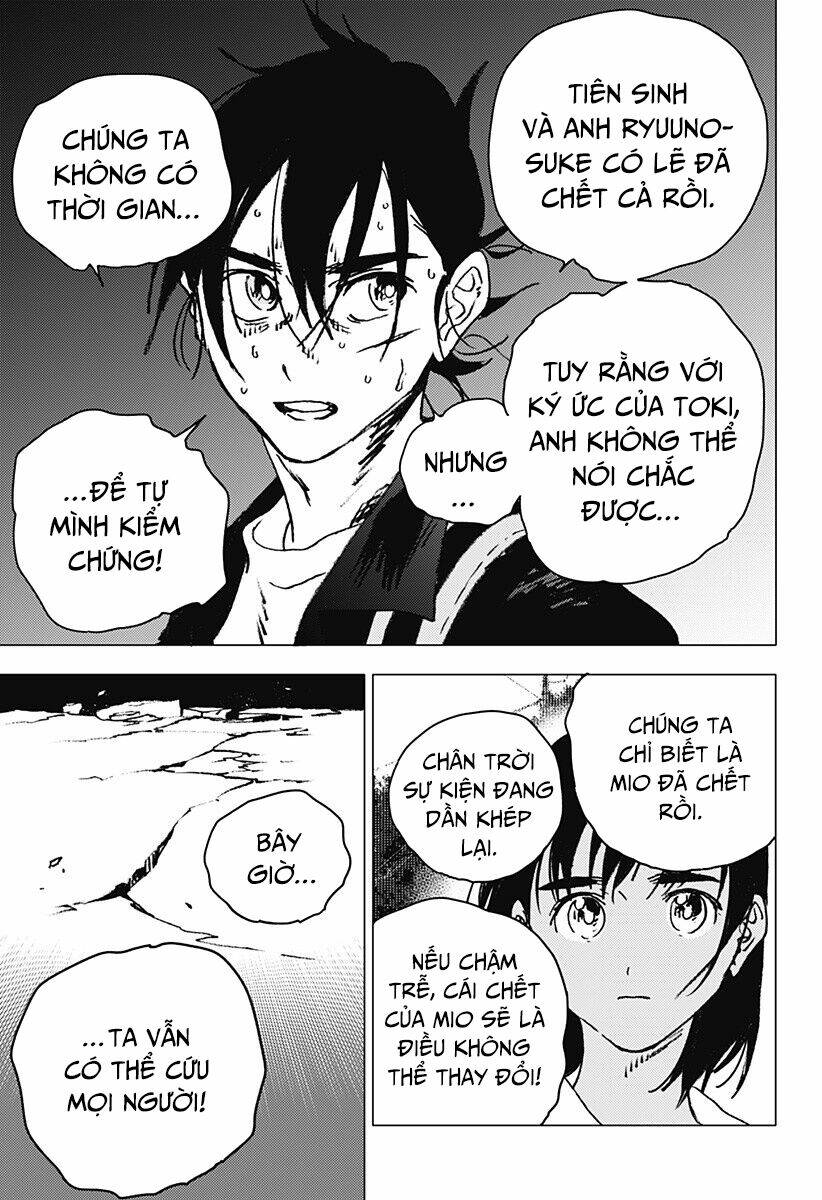 TIÊN SINH
VÀ ANH RYUUNO-
SUKE CÓ LẼ ĐÃ
CHẾT CẢ RỒI.
TUY RẰNG VỚI
KÝ ỨC CỦA TOKI,
ANH KHÔNG THỂ
NÓI CHẮC
ĐƯỢC...
NHƯNG
...
CHÚNG TA
KHÔNG CÓ
THỜI GIAN...
...ĐỂ TỰ
MÌNH KIỂM
CHỨNG!
CHÚNG TA
CHỈ BIẾT LÀ
MIO ĐÃ CHẾT
RỒI.
CHÂN TRỜI
SỰ KIỆN ĐANG
DẦN KHÉP
LẠI.
NẾU CHẬM
TRỄ, CÁI CHẾT
CỦA MIO SẼ LÀ
ĐIỀU KHÔNG
THỂ THAY ĐỔI!
BÂY
GIỜ...
...TA VẪN
CÓ THỂ CỨU
MỌI NGƯỜI!